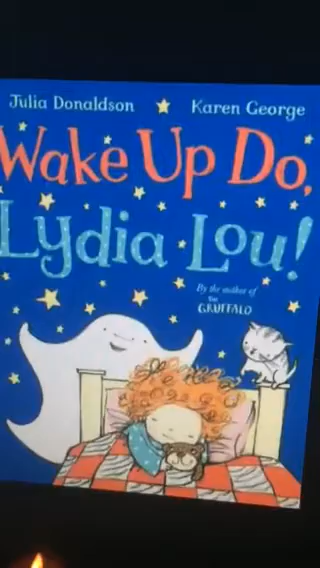 Julia Donaldson Karen George
Wake Up Do,
Lydia Lou!
By the author of
THE
GRUFFALO